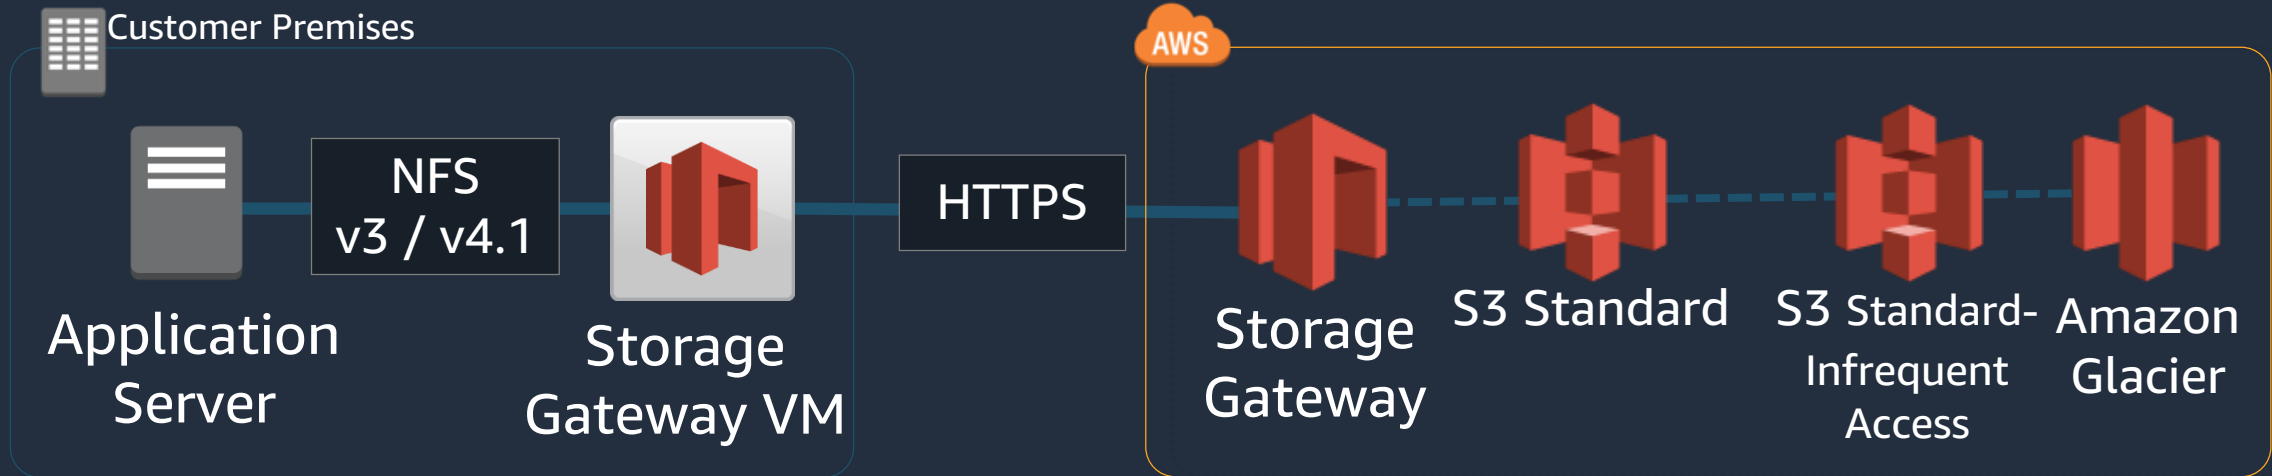 Customer Premises
AWS
NFS
v3 / v4.1
HTTPS
Application
Server
Storage
Gateway VM
Storage
Gateway
S3 Standard
S3 Standard-
Infrequent
Access
Amazon
Glacier